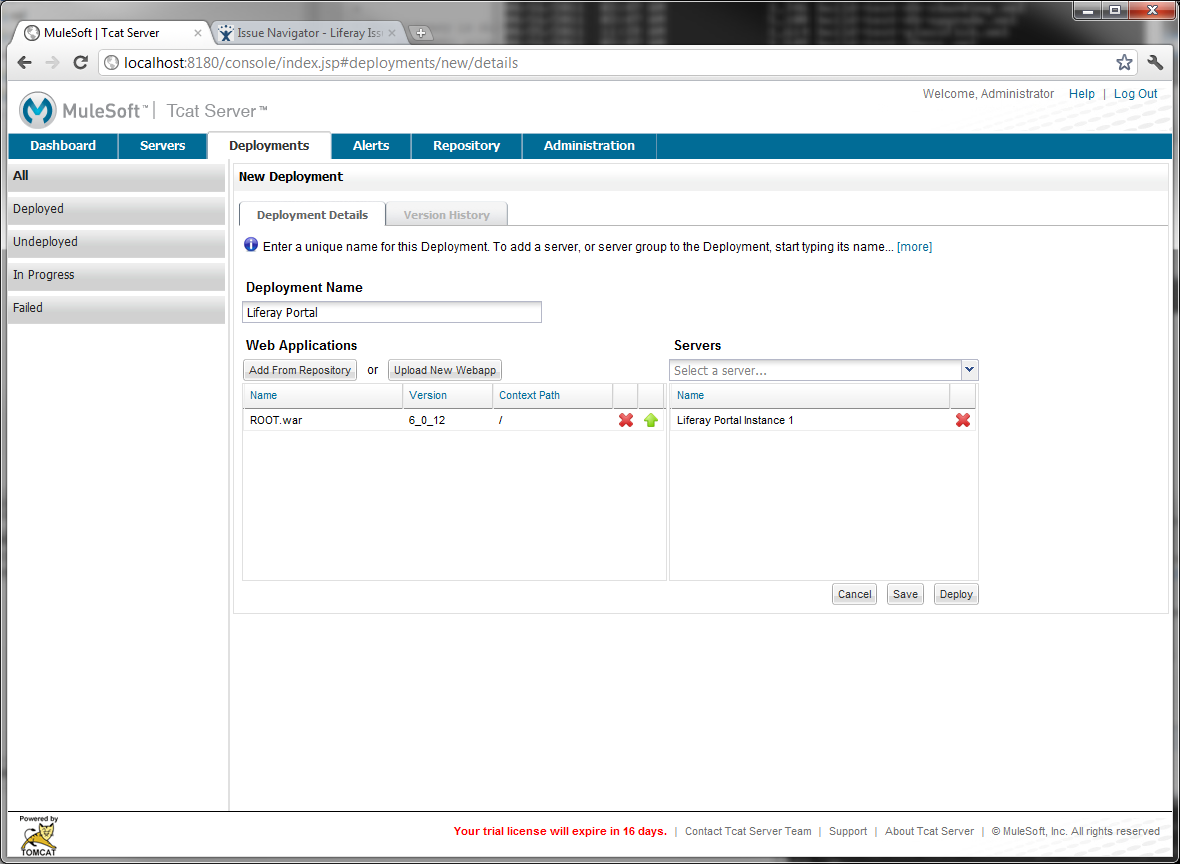 MuleSoft | Tcat Server
Issue Navigator - Liferay Iss
localhost:8180/console/index.jsp#deployments/new/details
Welcome, Administrator Help | Log Out
MuleSoft™ | Tcat Server™
Dashboard Servers Deployments Alerts Repository Administration
All
Deployed
Undeployed
In Progress
Failed
New Deployment
Deployment Details Version History
Enter a unique name for this Deployment. To add a server, or server group to the Deployment, start typing its name... [more]
Deployment Name
Liferay Portal
Web Applications
Add From Repository or Upload New Webapp
Name Version Context Path
ROOT.war 6_0_12 /
Servers
Select a server...
Name
Liferay Portal Instance 1
Cancel Save Deploy
Powered by
TOMCAT
Your trial license will expire in 16 days. | Contact Tcat Server Team | Support | About Tcat Server | © MuleSoft, Inc. All rights reserved